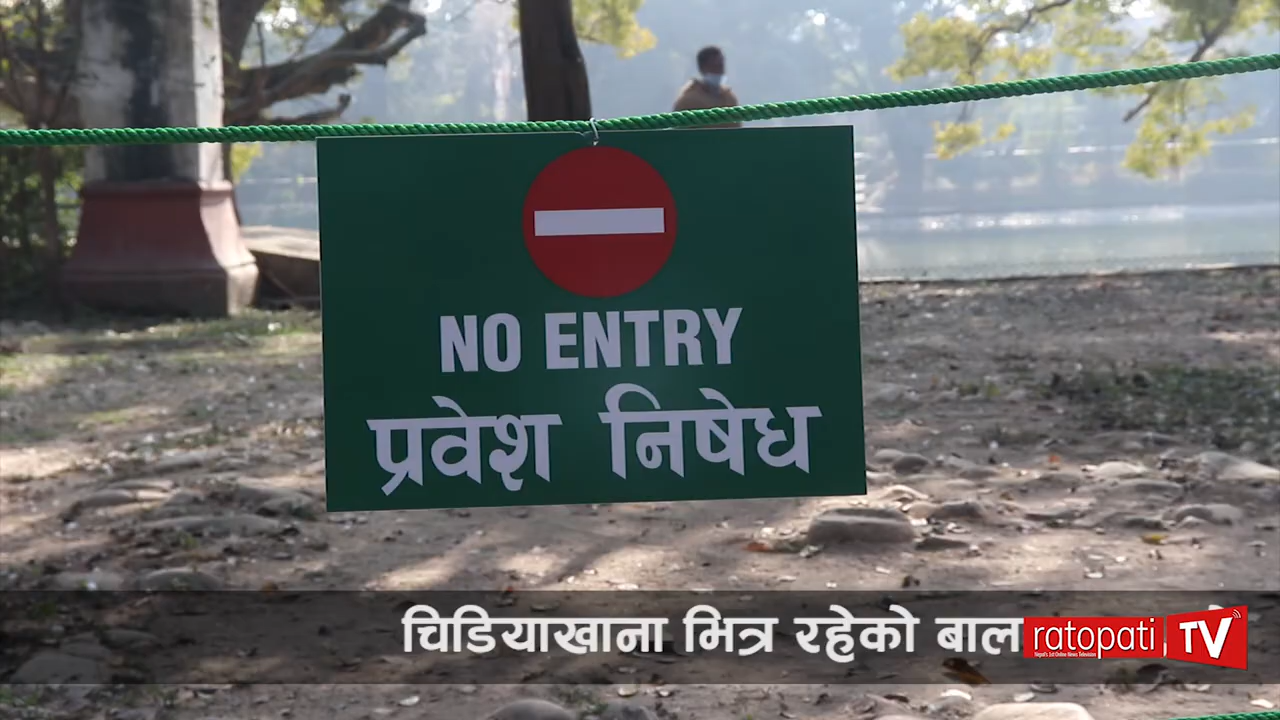 NO ENTRY
प्रवेश निषेध
चिडियाखाना भित्र रहेको बाल
ratopati TV